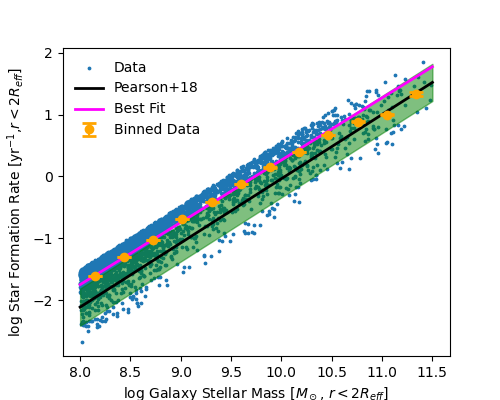 Data
Pearson+18
Best Fit
Binned Data
log Star Formation Rate [yr⁻¹, r < 2R_eff]
2
1
0
−1
−2
8.0 8.5 9.0 9.5 10.0 10.5 11.0 11.5
log Galaxy Stellar Mass [M_⊙, r < 2R_eff]